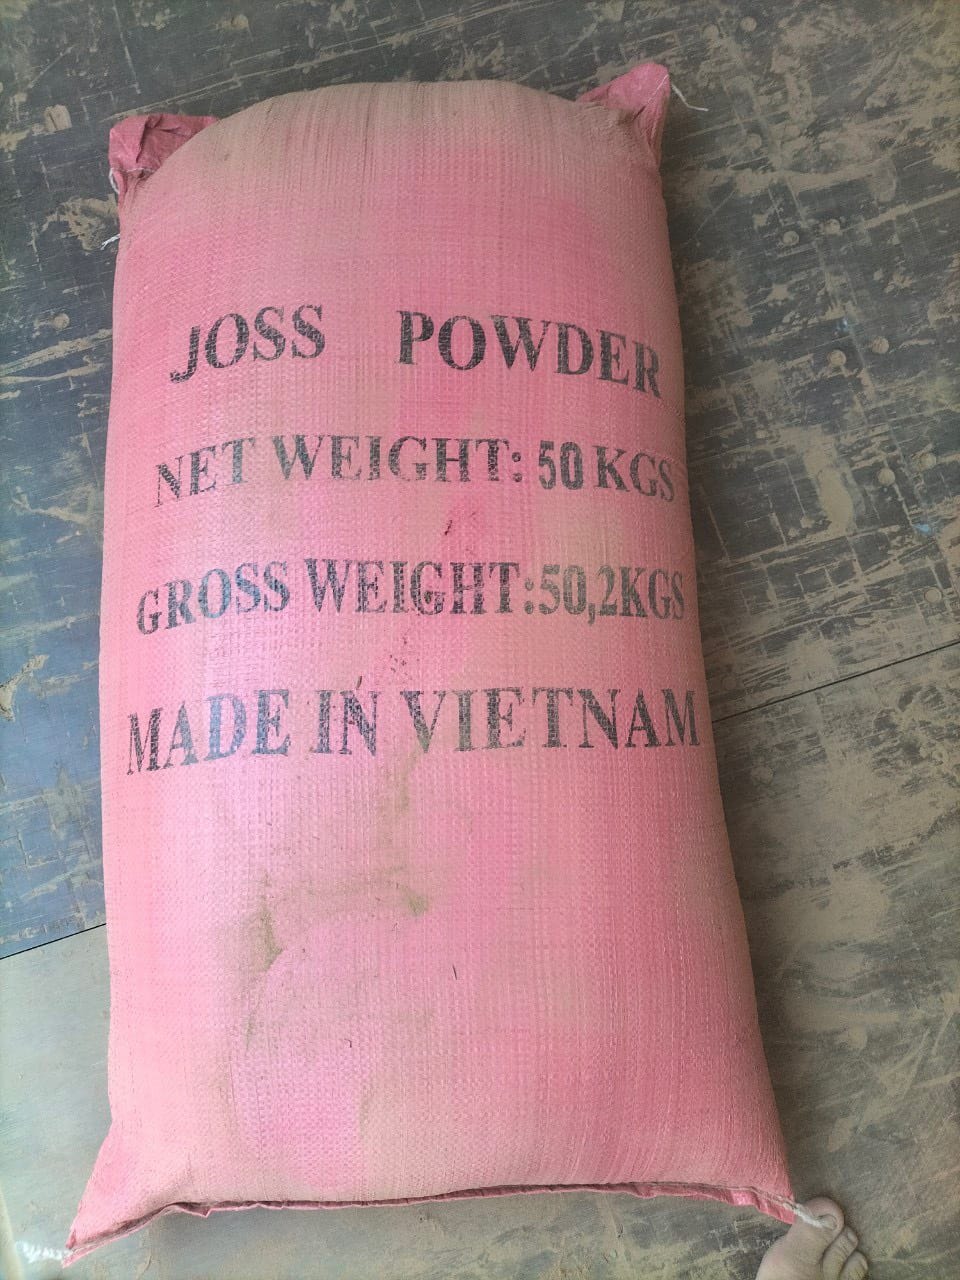 JOSS POWDER
NET WEIGHT: 50 KGS
GROSS WEIGHT:50,2KGS
MADE IN VIETNAM